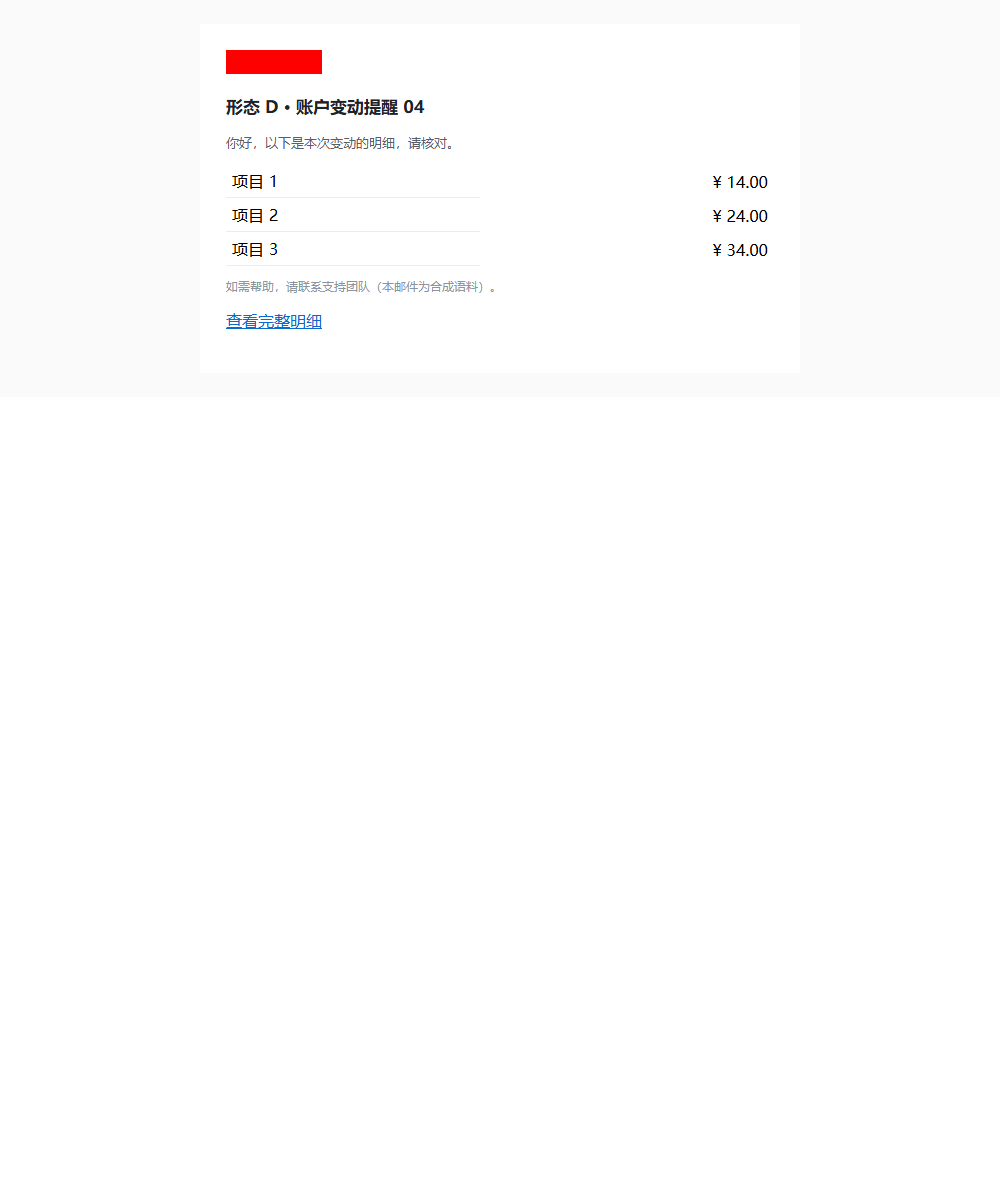 形态 D · 账户变动提醒 04
你好，以下是本次变动的明细，请核对。
项目 1 ¥ 14.00
项目 2 ¥ 24.00
项目 3 ¥ 34.00
如需帮助，请联系支持团队（本邮件为合成语料）。
查看完整明细